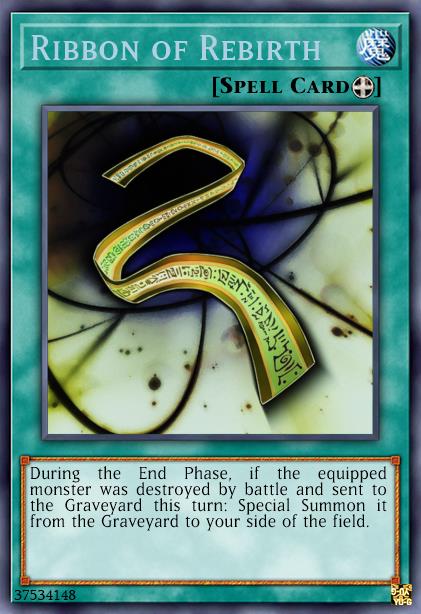 Ribbon of Rebirth
魔
[Spell Card]
During the End Phase, if the equipped
monster was destroyed by battle and sent to
the Graveyard this turn: Special Summon it
from the Graveyard to your side of the field.
37534148